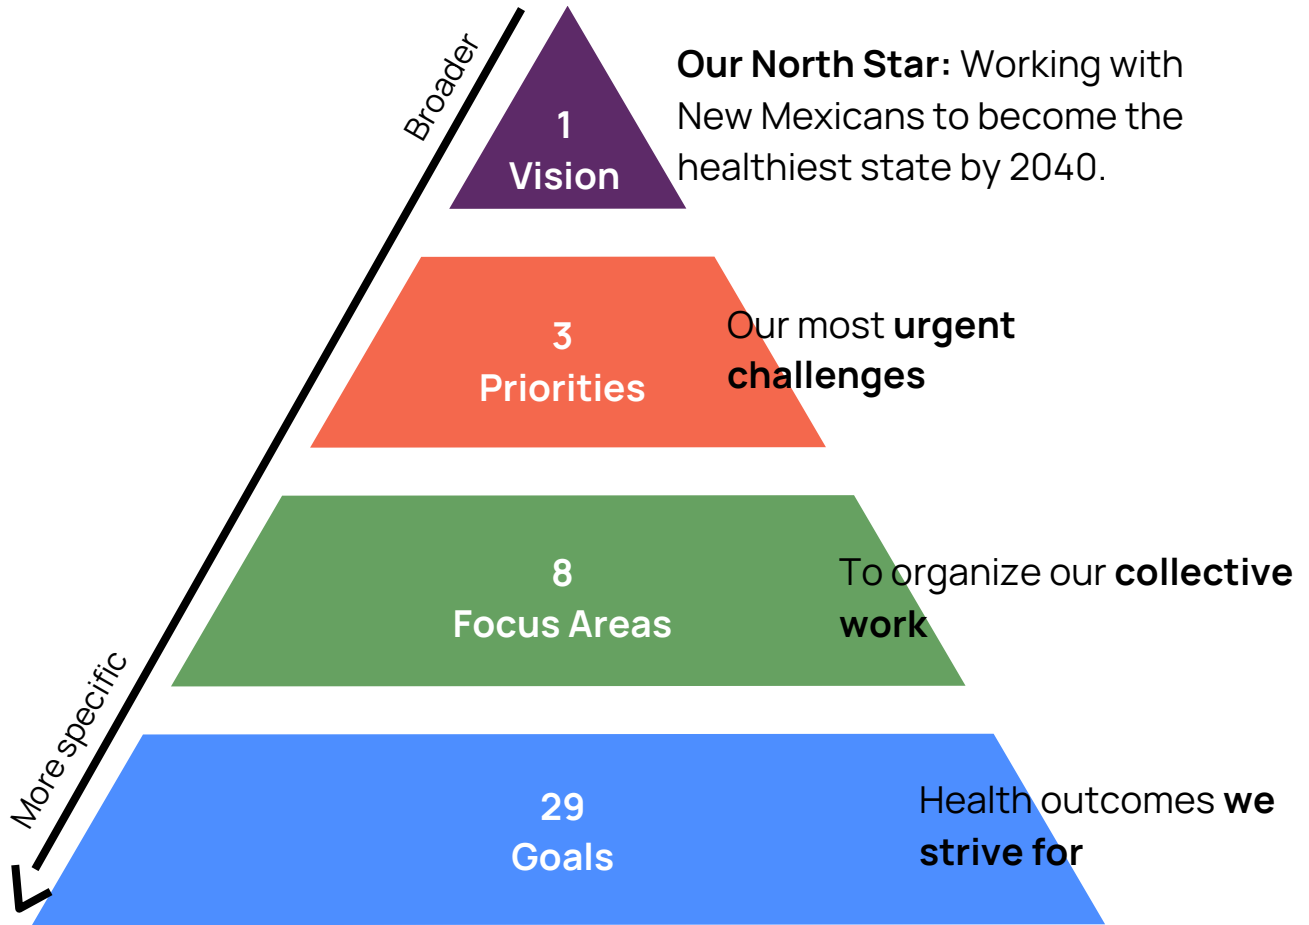 Broader
1
Vision
Our North Star: Working with
New Mexicans to become the
healthiest state by 2040.
3
Priorities
Our most urgent
challenges
8
Focus Areas
To organize our collective
work
More specific
29
Goals
Health outcomes we
strive for